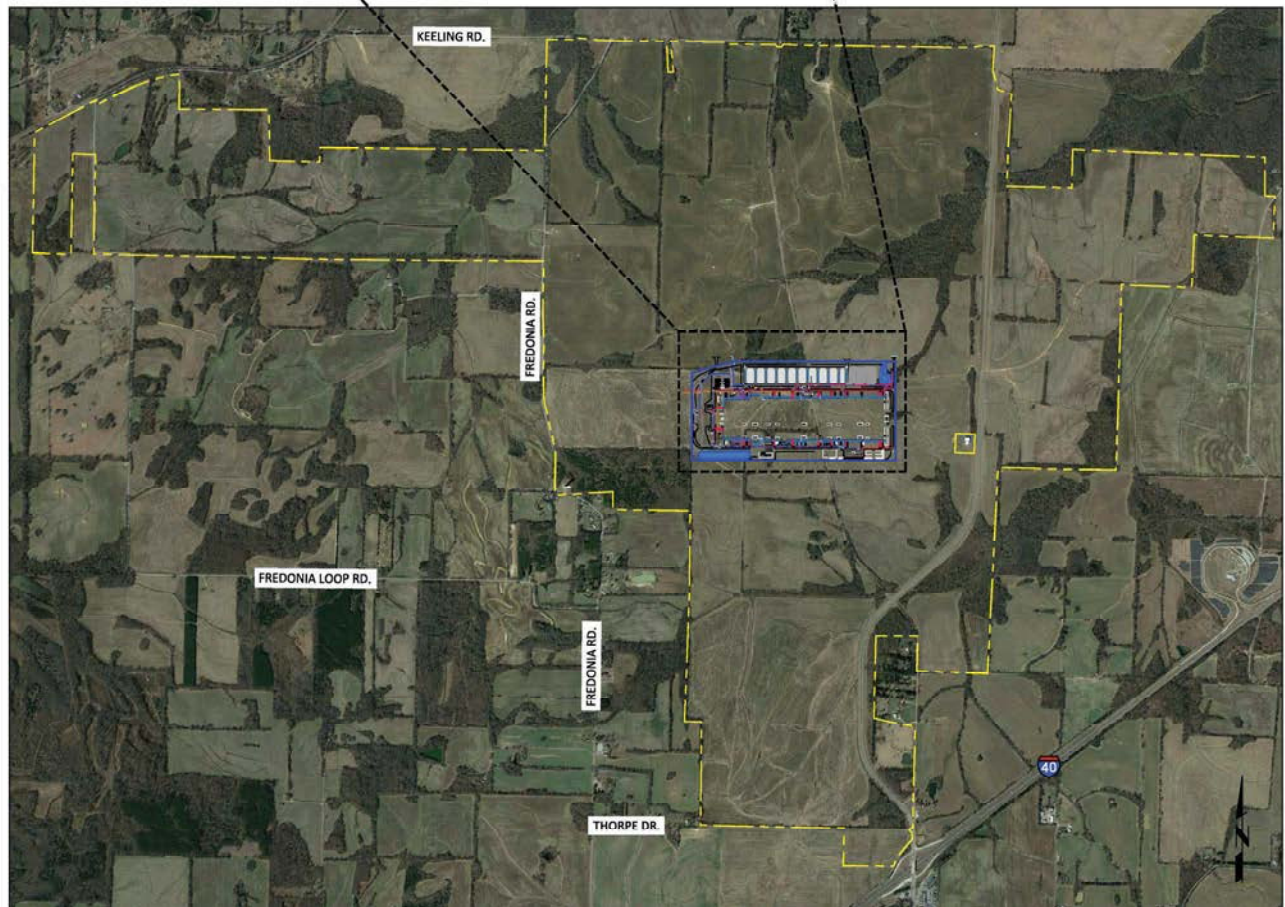 KEELING RD.
FREDONIA RD.
FREDONIA LOOP RD.
FREDONIA RD.
40
THORPE DR.